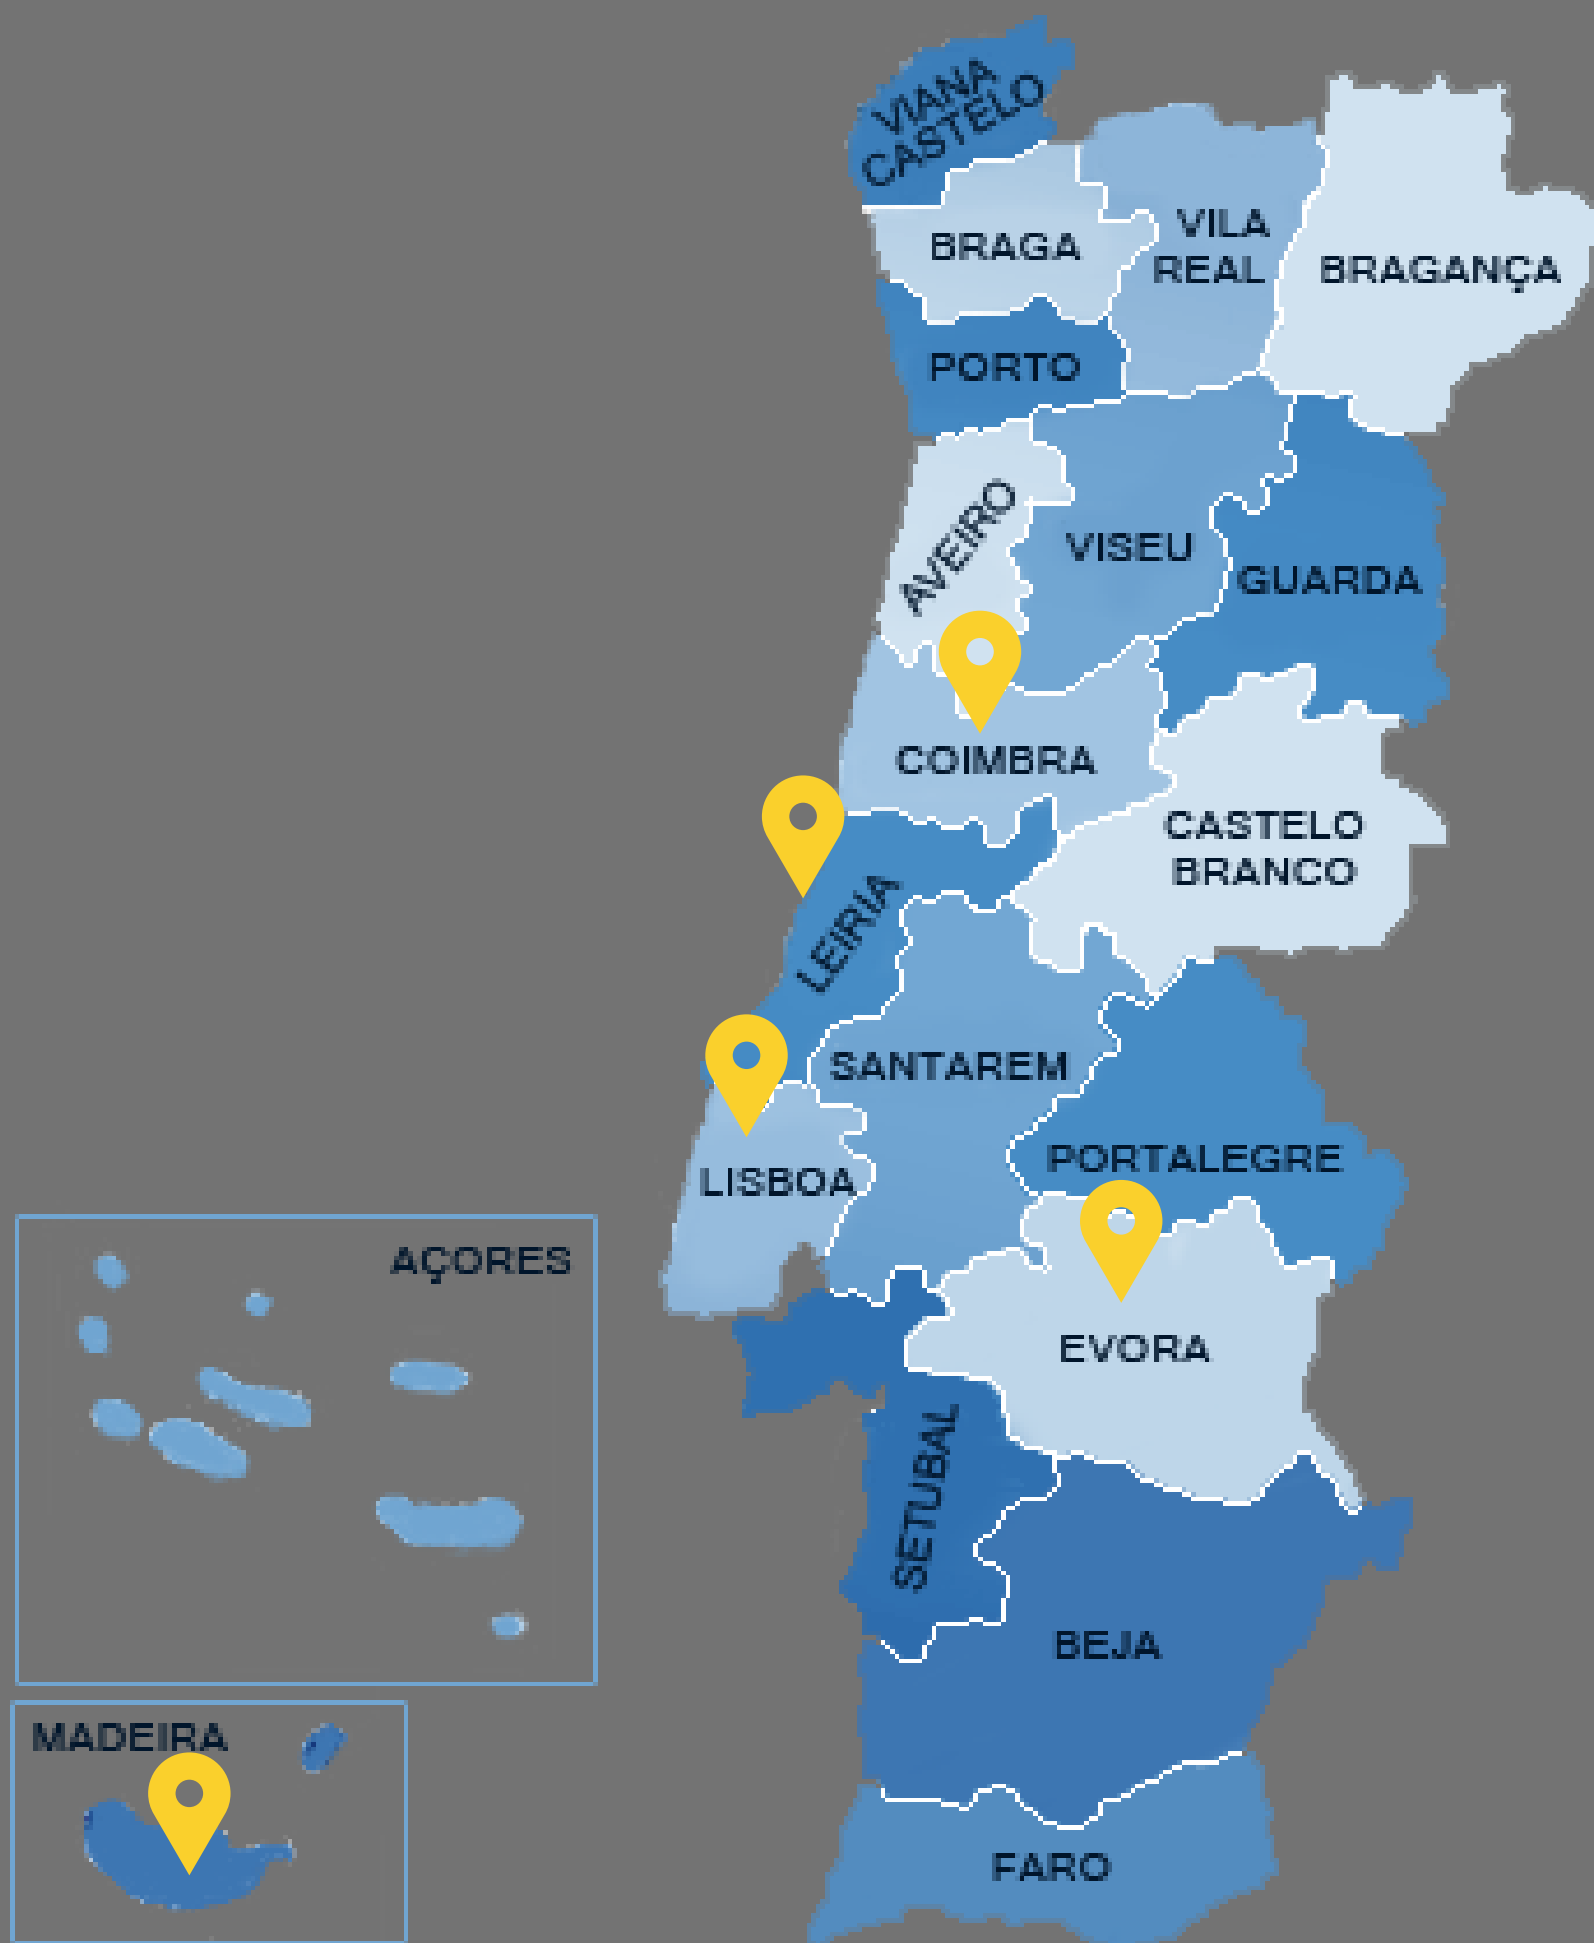 VIANA
CASTELO
BRAGA
VILA
REAL
BRAGANÇA
PORTO
AVEIRO
VISEU
GUARDA
COIMBRA
CASTELO
BRANCO
LEIRIA
SANTAREM
PORTALEGRE
LISBOA
AÇORES
EVORA
SETUBAL
BEJA
MADEIRA
FARO